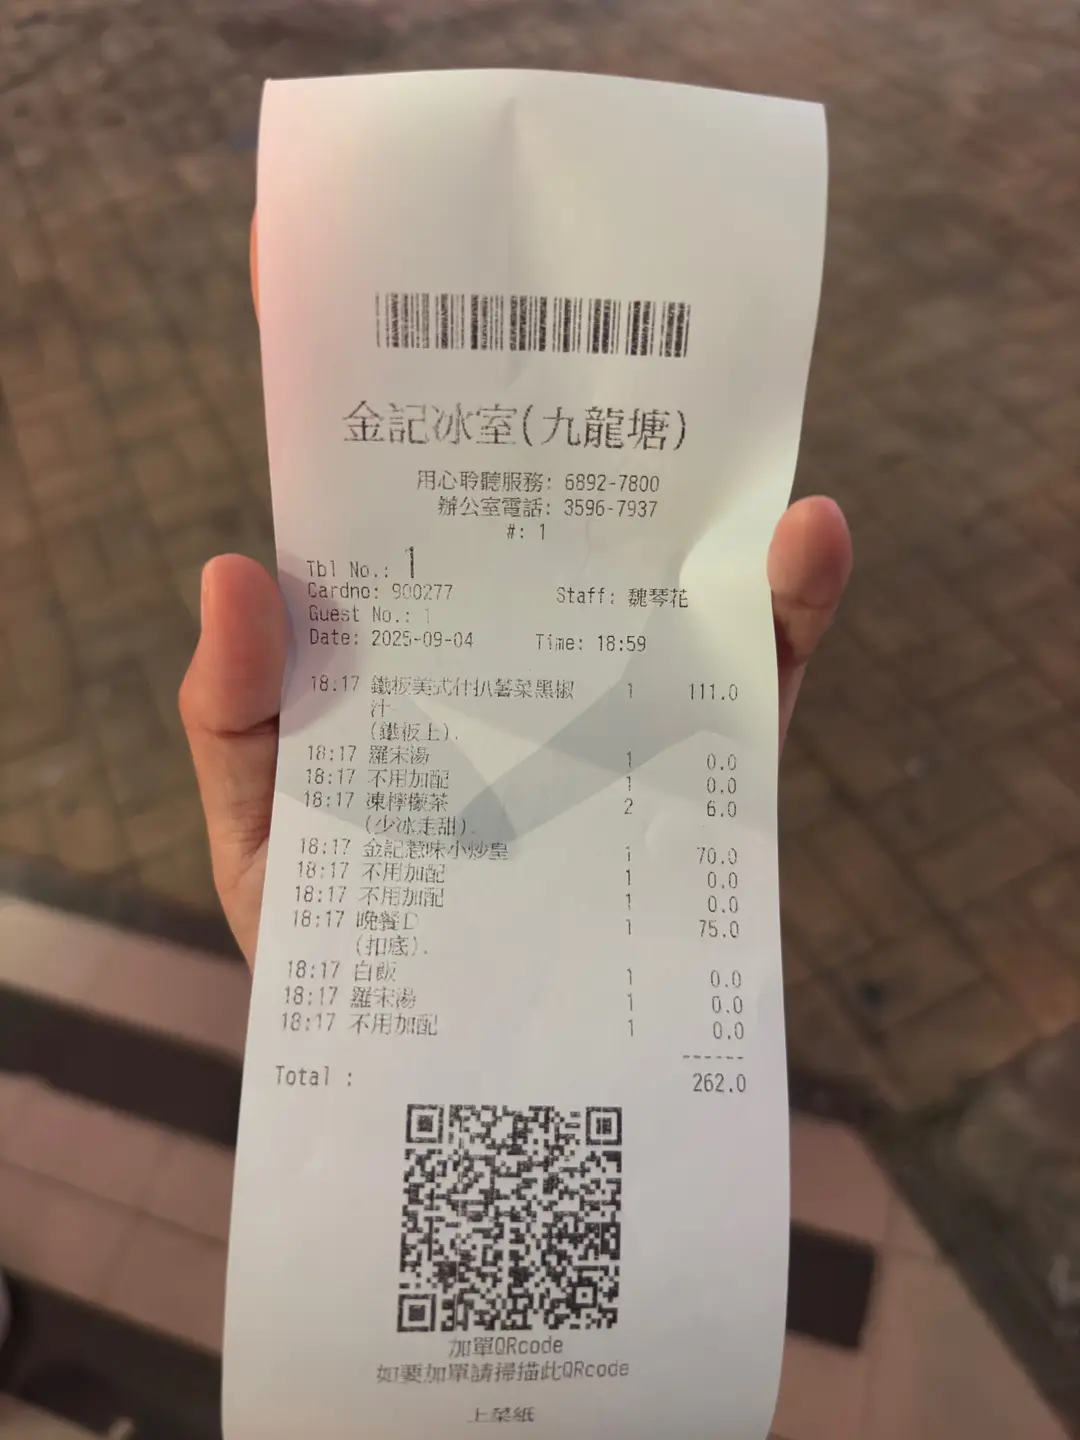 金記冰室(九龍塘)
用心聆聽服務: 6892-7800
辦公室電話: 3596-7937
#: 1
Tbl No.: 1
Cardno: 900277 Staff: 魏琴花
Guest No.: 1
Date: 2025-09-04 Time: 18:59
18:17 鐵板美式什扒薯菜黑椒 1 111.0
汁
(鐵板上).
18:17 羅宋湯 1 0.0
18:17 不用加配 1 0.0
18:17 凍檸檬茶 2 6.0
(少冰走甜).
18:17 金記惹味小炒皇 1 70.0
18:17 不用加配 1 0.0
18:17 不用加配 1 0.0
18:17 晚餐D 1 75.0
(扣底).
18:17 白飯 1 0.0
18:17 羅宋湯 1 0.0
18:17 不用加配 1 0.0
------
Total : 262.0
加單QRcode
如要加單請掃描此QRcode
上菜紙